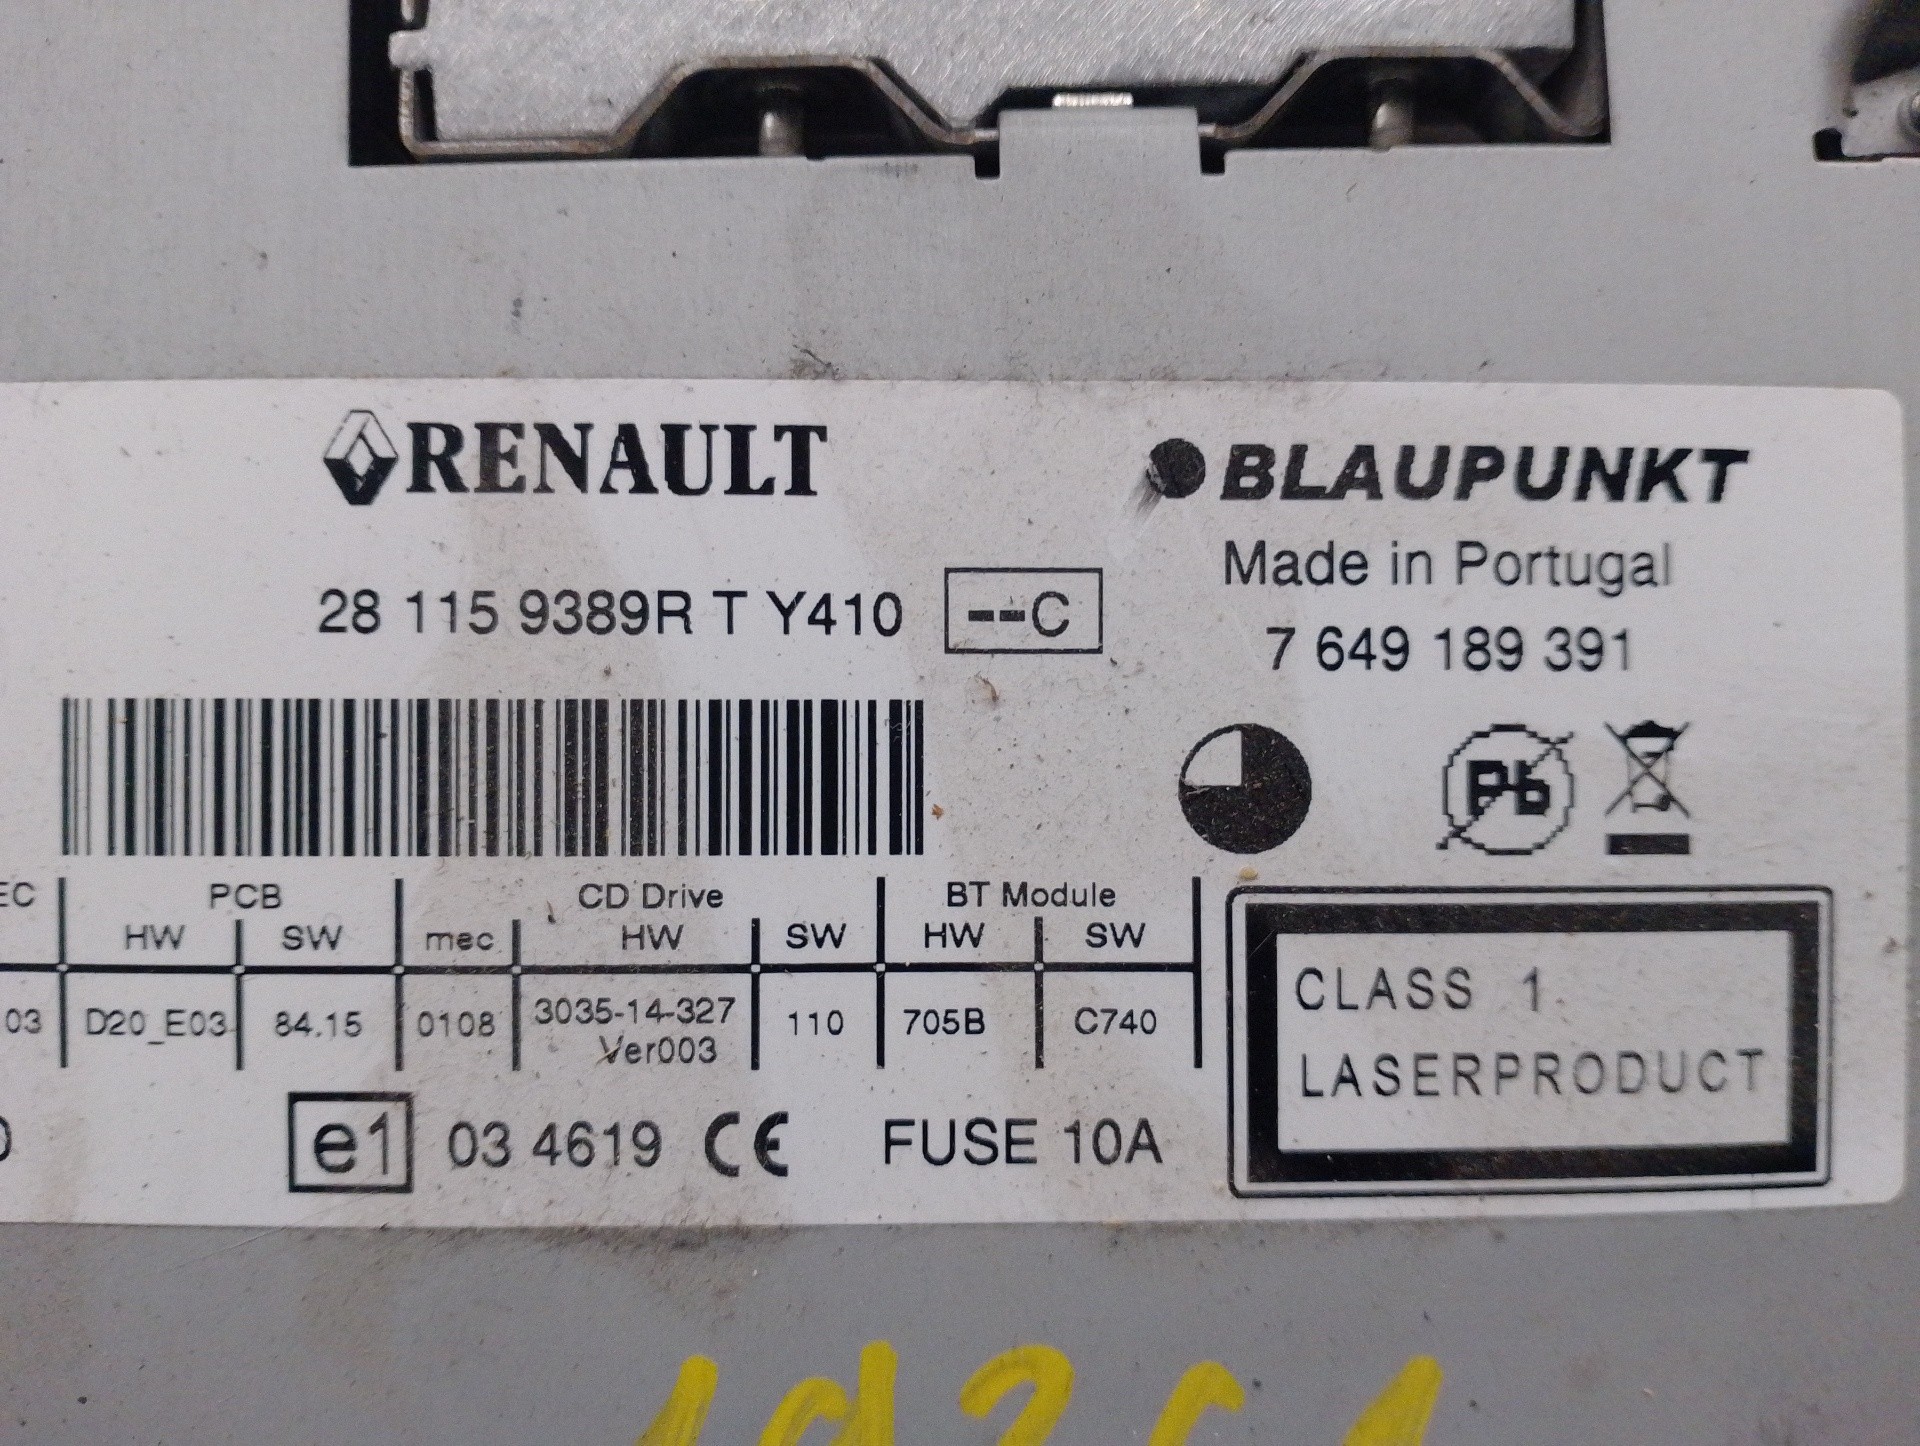 RENAULT
BLAUPUNKT
Made in Portugal
28 115 9389R T Y410 --C
7 649 189 391
Pb
EC PCB CD Drive BT Module
HW SW mec HW SW HW SW
03 D20_E03 84.15 0108 3035-14-327 110 705B C740
Ver003
CLASS 1
LASERPRODUCT
e1 03 4619 CE FUSE 10A